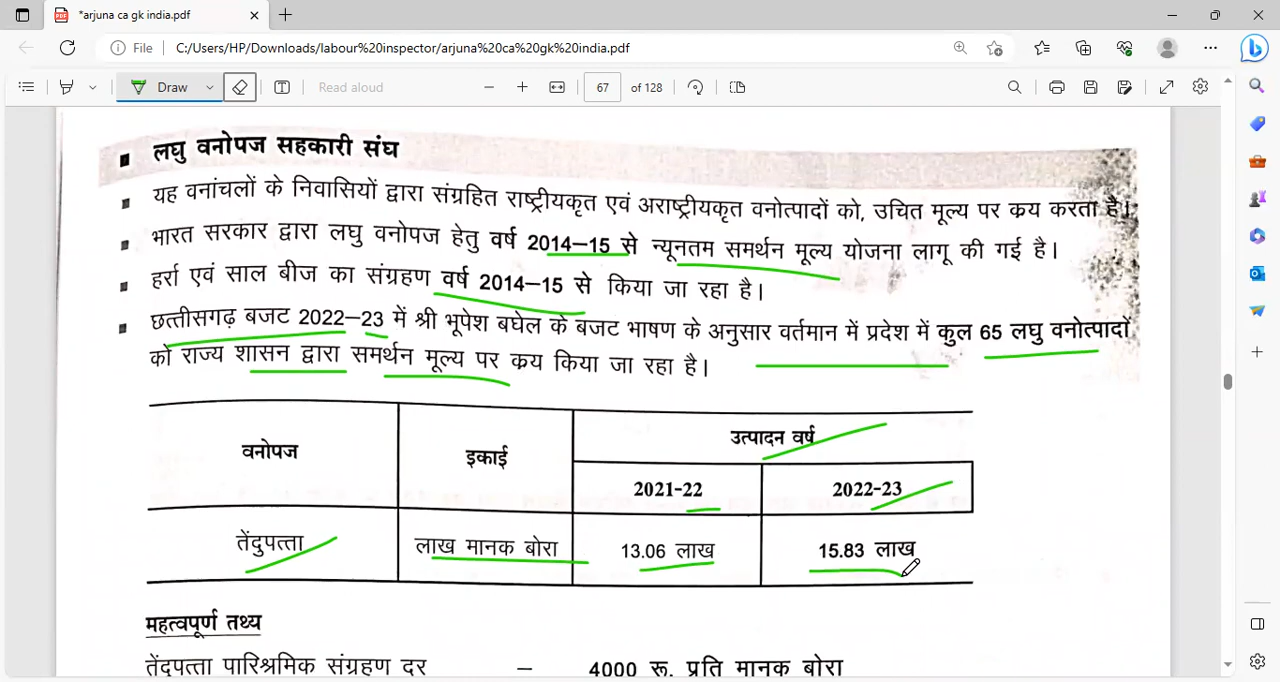 *arjuna ca gk india.pdf
File C:/Users/HP/Downloads/labour%20inspector/arjuna%20ca%20gk%20india.pdf
Draw Read aloud 67 of 128
लघु वनोपज सहकारी संघ
यह वनांचलों के निवासियों द्वारा संग्रहित राष्ट्रीयकृत एवं अराष्ट्रीयकृत वनोत्पादों को, उचित मूल्य पर क्रय करता है।
भारत सरकार द्वारा लघु वनोपज हेतु वर्ष 2014–15 से न्यूनतम समर्थन मूल्य योजना लागू की गई है।
हर्रा एवं साल बीज का संग्रहण वर्ष 2014–15 से किया जा रहा है।
छत्तीसगढ़ बजट 2022–23 में श्री भूपेश बघेल के बजट भाषण के अनुसार वर्तमान में प्रदेश में कुल 65 लघु वनोत्पादों
को राज्य शासन द्वारा समर्थन मूल्य पर क्रय किया जा रहा है।
वनोपज इकाई उत्पादन वर्ष
2021-22 2022-23
तेंदुपत्ता लाख मानक बोरा 13.06 लाख 15.83 लाख
महत्वपूर्ण तथ्य
तेंदुपत्ता पारिश्रमिक संग्रहण दर – 4000 रू. प्रति मानक बोरा